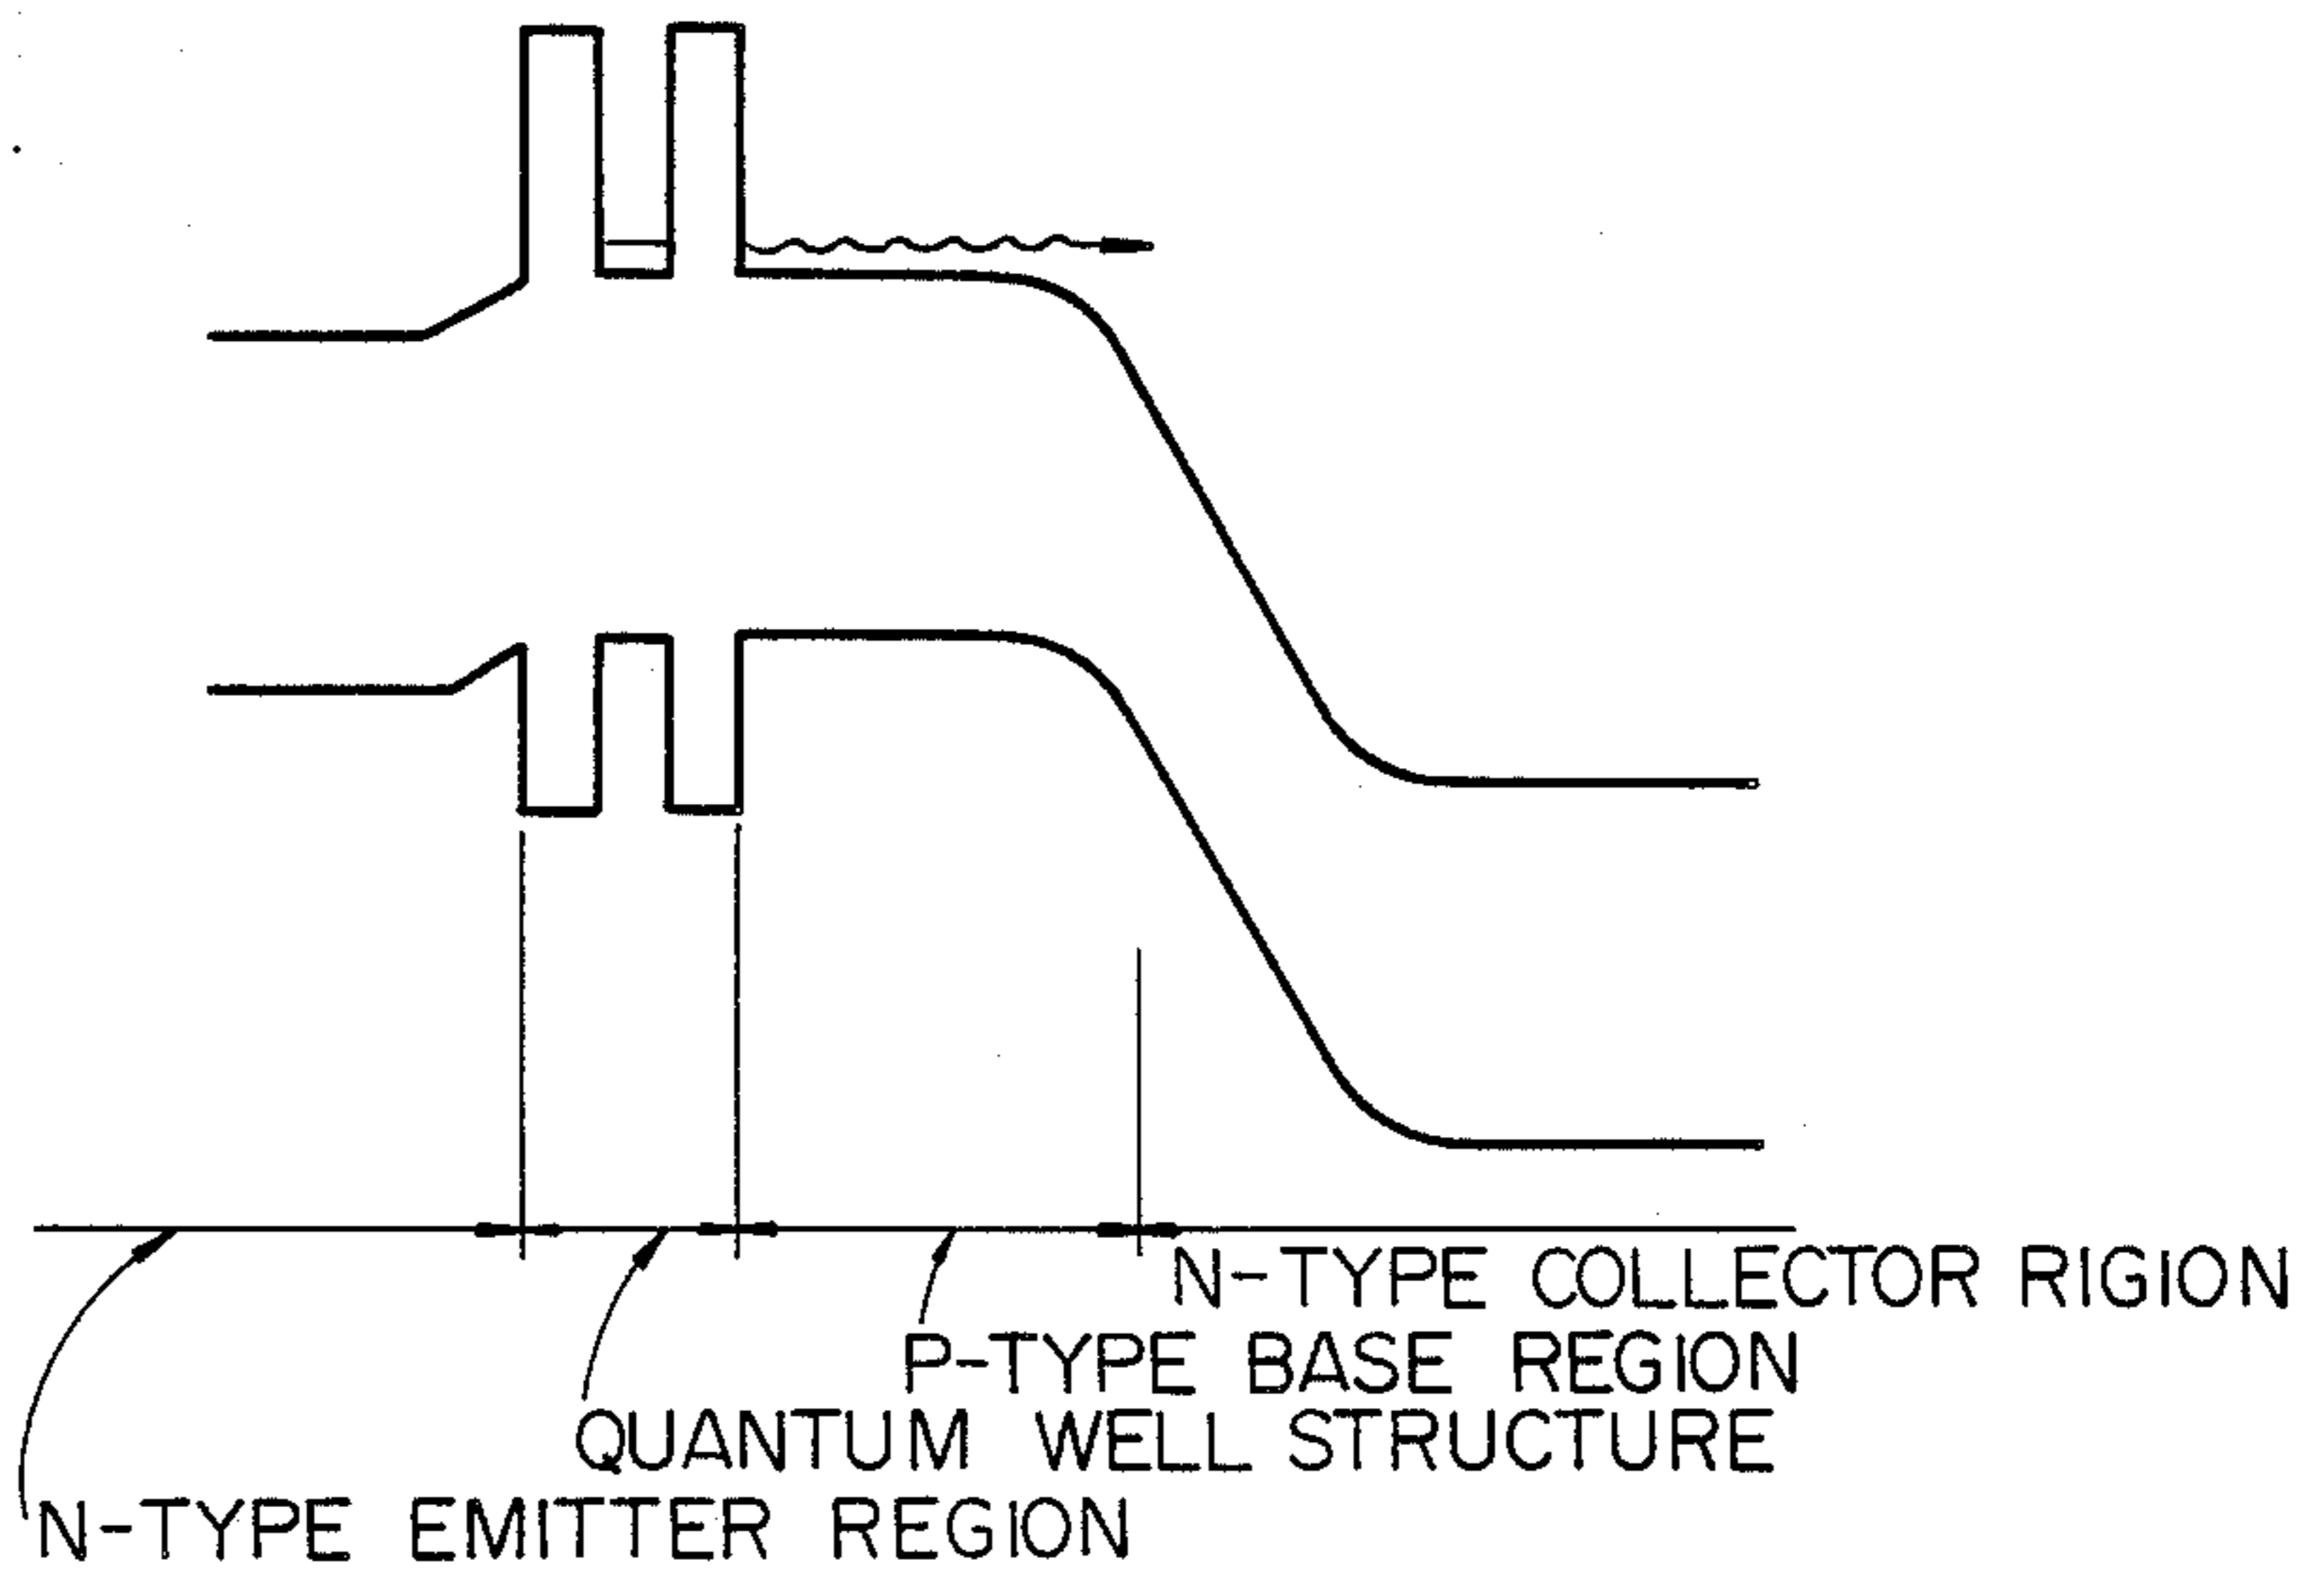 N-TYPE COLLECTOR RIGION
P-TYPE BASE REGION
QUANTUM WELL STRUCTURE
N-TYPE EMITTER REGION